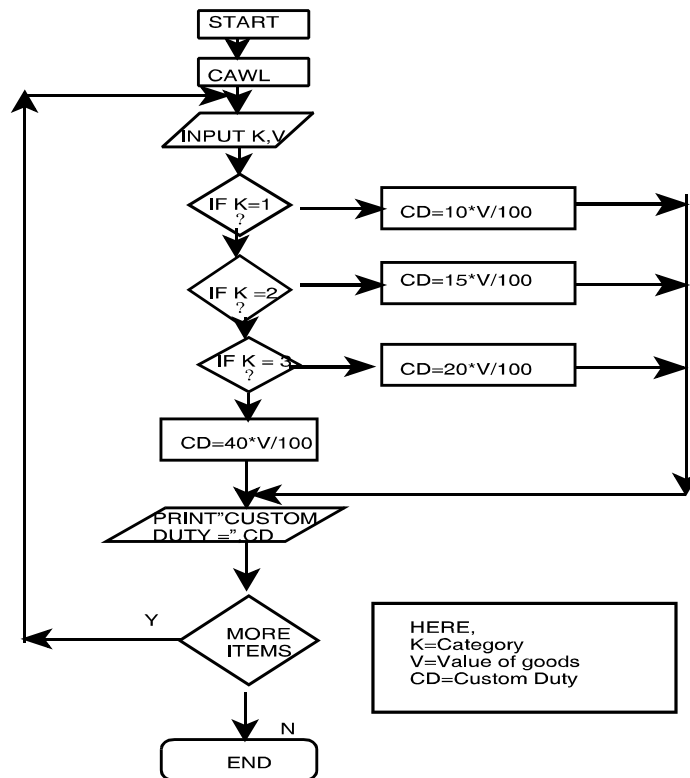 START
CAWL
INPUT K,V
IF K=1
?
CD=10*V/100
IF K =2
?
CD=15*V/100
IF K = 3
?
CD=20*V/100
CD=40*V/100
PRINT”CUSTOM
DUTY =”,CD
Y
MORE
ITEMS
N
END
HERE,
K=Category
V=Value of goods
CD=Custom Duty